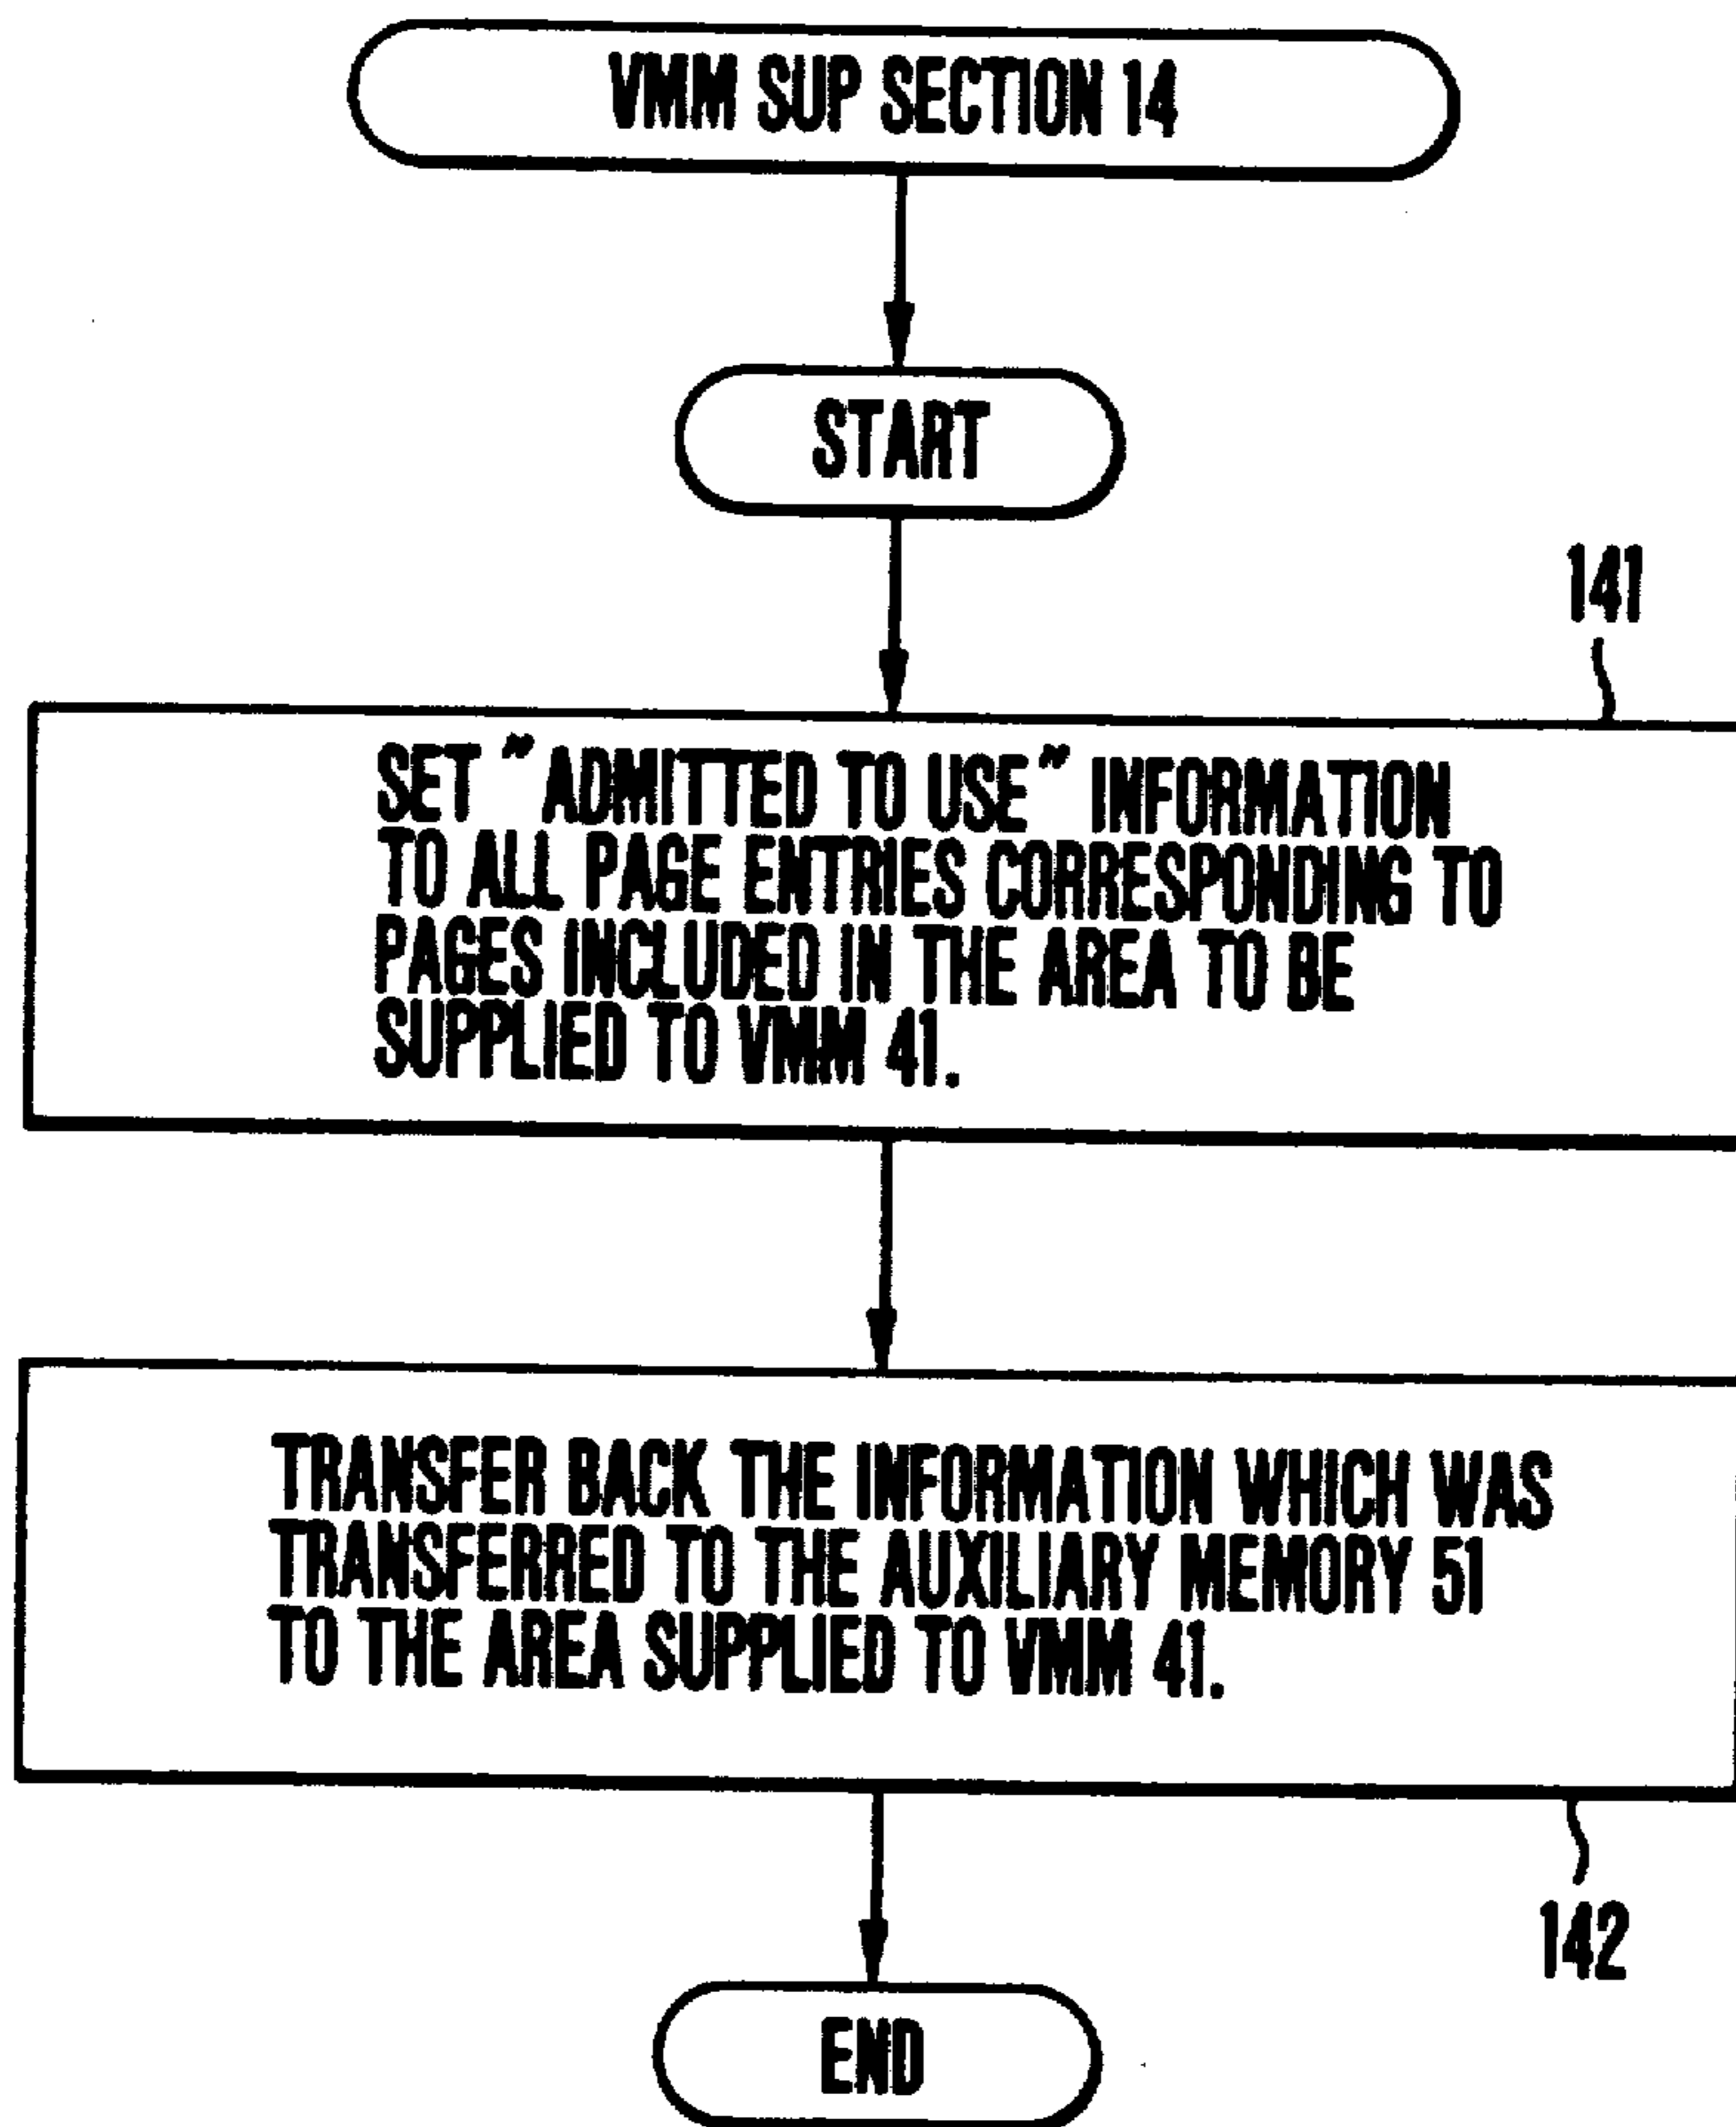 VMM SUP SECTION 14
START
141
SET "ADMITTED TO USE" INFORMATION
TO ALL PAGE ENTRIES CORRESPONDING TO
PAGES INCLUDED IN THE AREA TO BE
SUPPLIED TO VMM 41.
TRANSFER BACK THE INFORMATION WHICH WAS
TRANSFERRED TO THE AUXILIARY MEMORY 51
TO THE AREA SUPPLIED TO VMM 41.
142
END